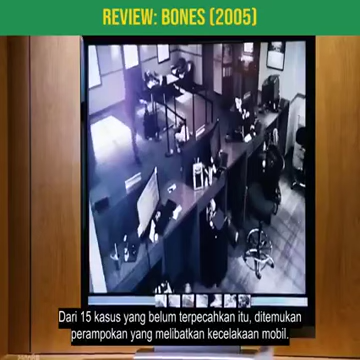 REVIEW: BONES (2005)
Dari 15 kasus yang belum terpecahkan itu, ditemukan
perampokan yang melibatkan kecelakaan mobil.